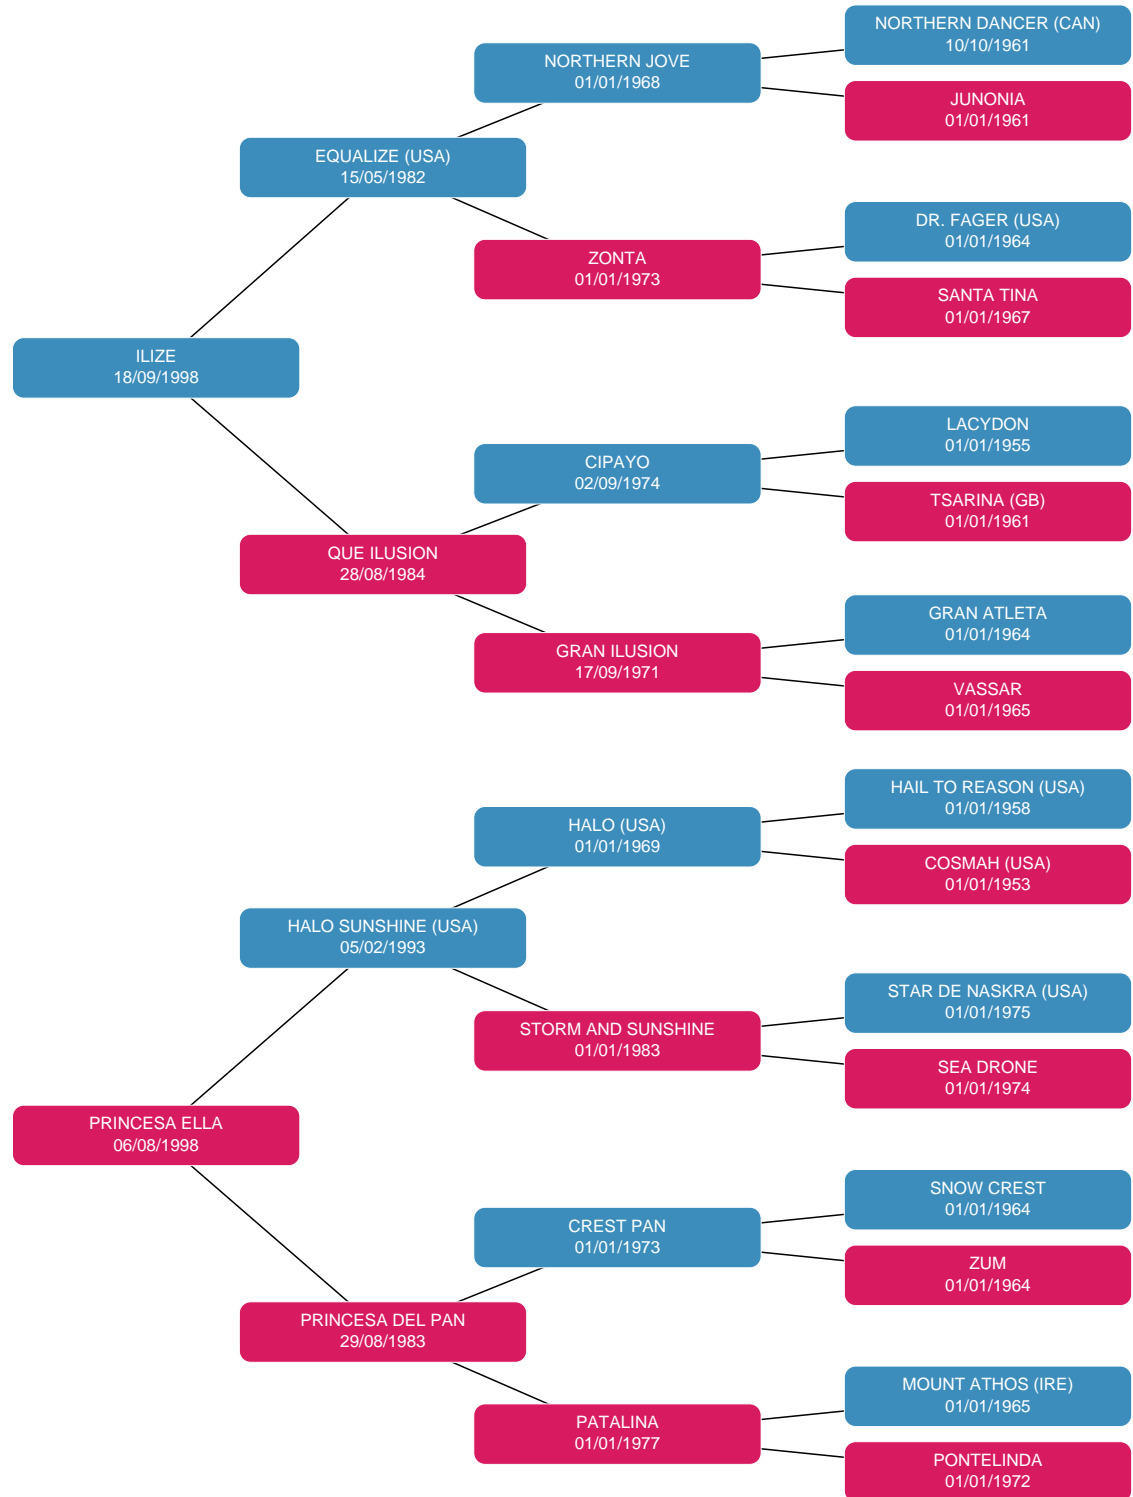 NORTHERN DANCER (CAN)
10/10/1961
NORTHERN JOVE
01/01/1968
JUNONIA
01/01/1961
EQUALIZE (USA)
15/05/1982
DR. FAGER (USA)
01/01/1964
ZONTA
01/01/1973
SANTA TINA
01/01/1967
ILIZE
18/09/1998
LACYDON
01/01/1955
CIPAYO
02/09/1974
TSARINA (GB)
01/01/1961
QUE ILUSION
28/08/1984
GRAN ATLETA
01/01/1964
GRAN ILUSION
17/09/1971
VASSAR
01/01/1965
HAIL TO REASON (USA)
01/01/1958
HALO (USA)
01/01/1969
COSMAH (USA)
01/01/1953
HALO SUNSHINE (USA)
05/02/1993
STAR DE NASKRA (USA)
01/01/1975
STORM AND SUNSHINE
01/01/1983
SEA DRONE
01/01/1974
PRINCESA ELLA
06/08/1998
SNOW CREST
01/01/1964
CREST PAN
01/01/1973
ZUM
01/01/1964
PRINCESA DEL PAN
29/08/1983
MOUNT ATHOS (IRE)
01/01/1965
PATALINA
01/01/1977
PONTELINDA
01/01/1972